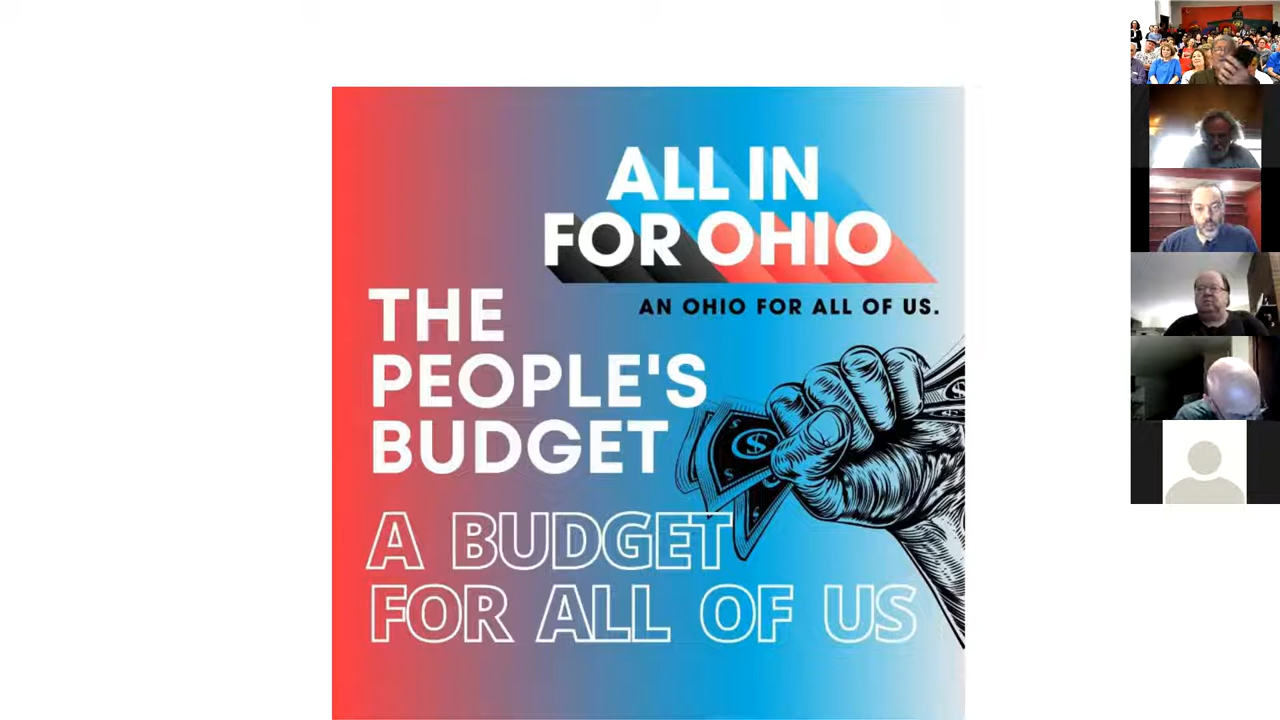 ALL IN
FOR OHIO
AN OHIO FOR ALL OF US.
THE
PEOPLE'S
BUDGET
A BUDGET
FOR ALL OF US